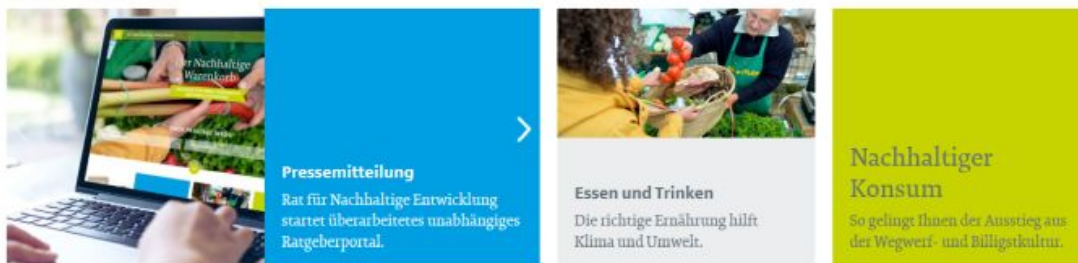 Der Nachhaltige
Warenkorb
Pressemitteilung
Rat für Nachhaltige Entwicklung
startet überarbeitetes unabhängiges
Ratgeberportal.
Essen und Trinken
Die richtige Ernährung hilft
Klima und Umwelt.
Nachhaltiger
Konsum
So gelingt Ihnen der Ausstieg aus
der Wegwerf- und Billigstkultur.